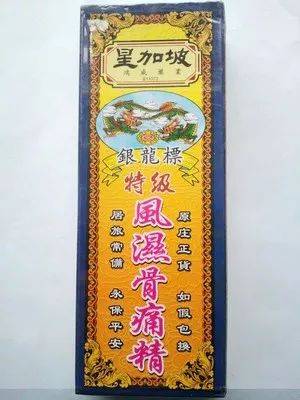 星加坡
鴻威藥業
銀龍標
特級
風濕骨痛精
原庄正貨 如假包換
居旅常備 永保平安